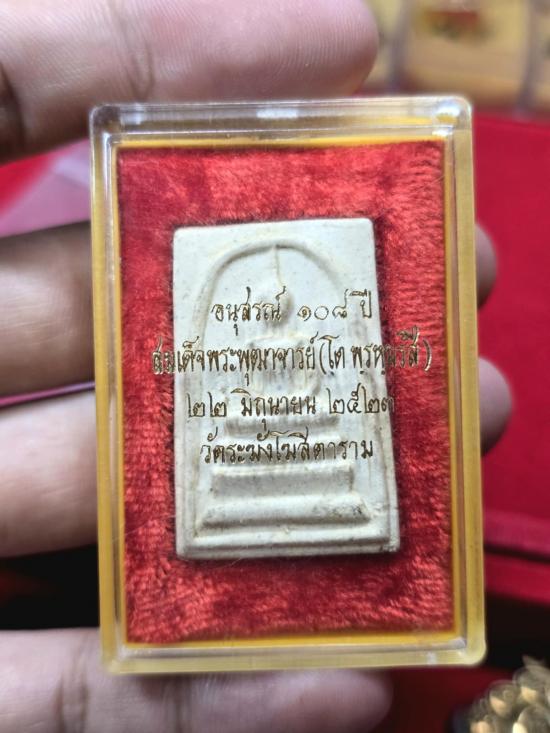 อนุสรณ์ ๑๐๘ ปี
สมเด็จพระพุฒาจารย์ (โต พรหมรังสี)
๒๒ มิถุนายน ๒๕๒๓
วัดระฆังโฆสิตาราม